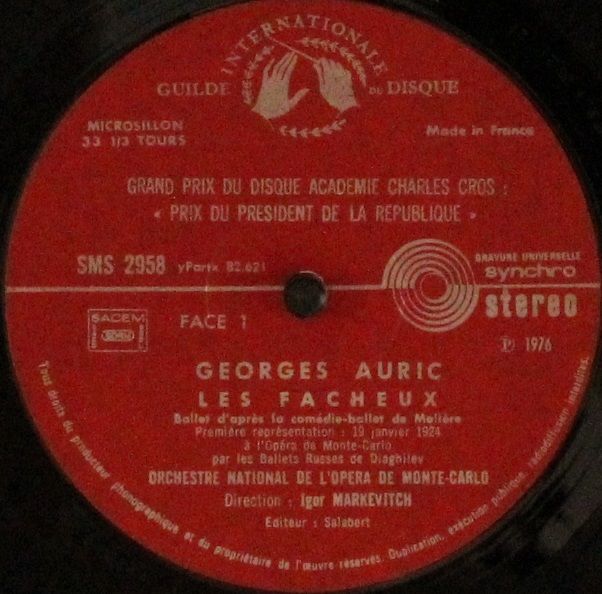 GUILDE INTERNATIONALE DU DISQUE
MICROSILLON
33 1/3 TOURS
Made in France
GRAND PRIX DU DISQUE ACADEMIE CHARLES CROS :
« PRIX DU PRESIDENT DE LA REPUBLIQUE »
SMS 2958 yPartx 82.621
GRAVURE UNIVERSELLE
synchro
stereo
SACEM
FACE 1
℗ 1976
GEORGES AURIC
LES FACHEUX
Ballet d'après la comédie-ballet de Molière
Première représentation : 19 janvier 1924
à l'Opéra de Monte-Carlo
par les Ballets Russes de Diaghilev
ORCHESTRE NATIONAL DE L'OPERA DE MONTE-CARLO
Direction : Igor MARKEVITCH
Editeur : Salabert
Tous droits du producteur phonographique et du propriétaire de l'œuvre réservés. Duplication, exécution publique, radiodiffusion interdites.